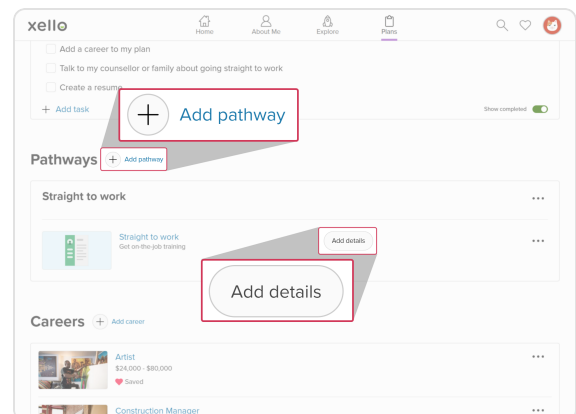 xello
Home
About Me
Explore
Plans
Add a career to my plan
Talk to my counsellor or family about going straight to work
Create a resume
+ Add task
Show completed
+ Add pathway
Pathways + Add pathway
Straight to work
Straight to work
Get on-the-job training
Add details
Add details
Careers + Add career
Artist
$24,000 - $80,000
Saved
Construction Manager